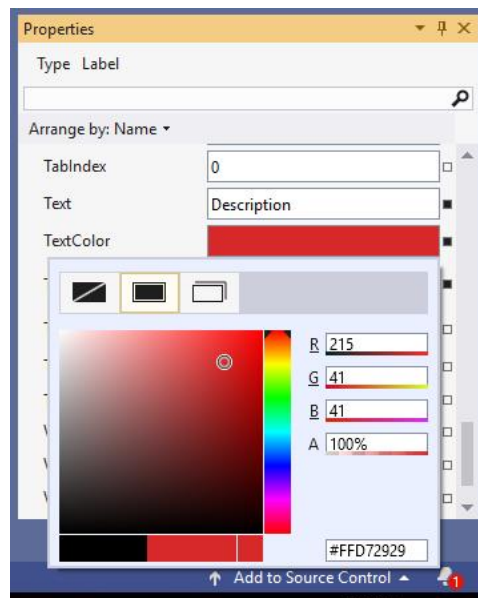 Properties
Type Label
Arrange by: Name
TabIndex 0
Text Description
TextColor
R 215
G 41
B 41
A 100%
#FFD72929
Add to Source Control
1